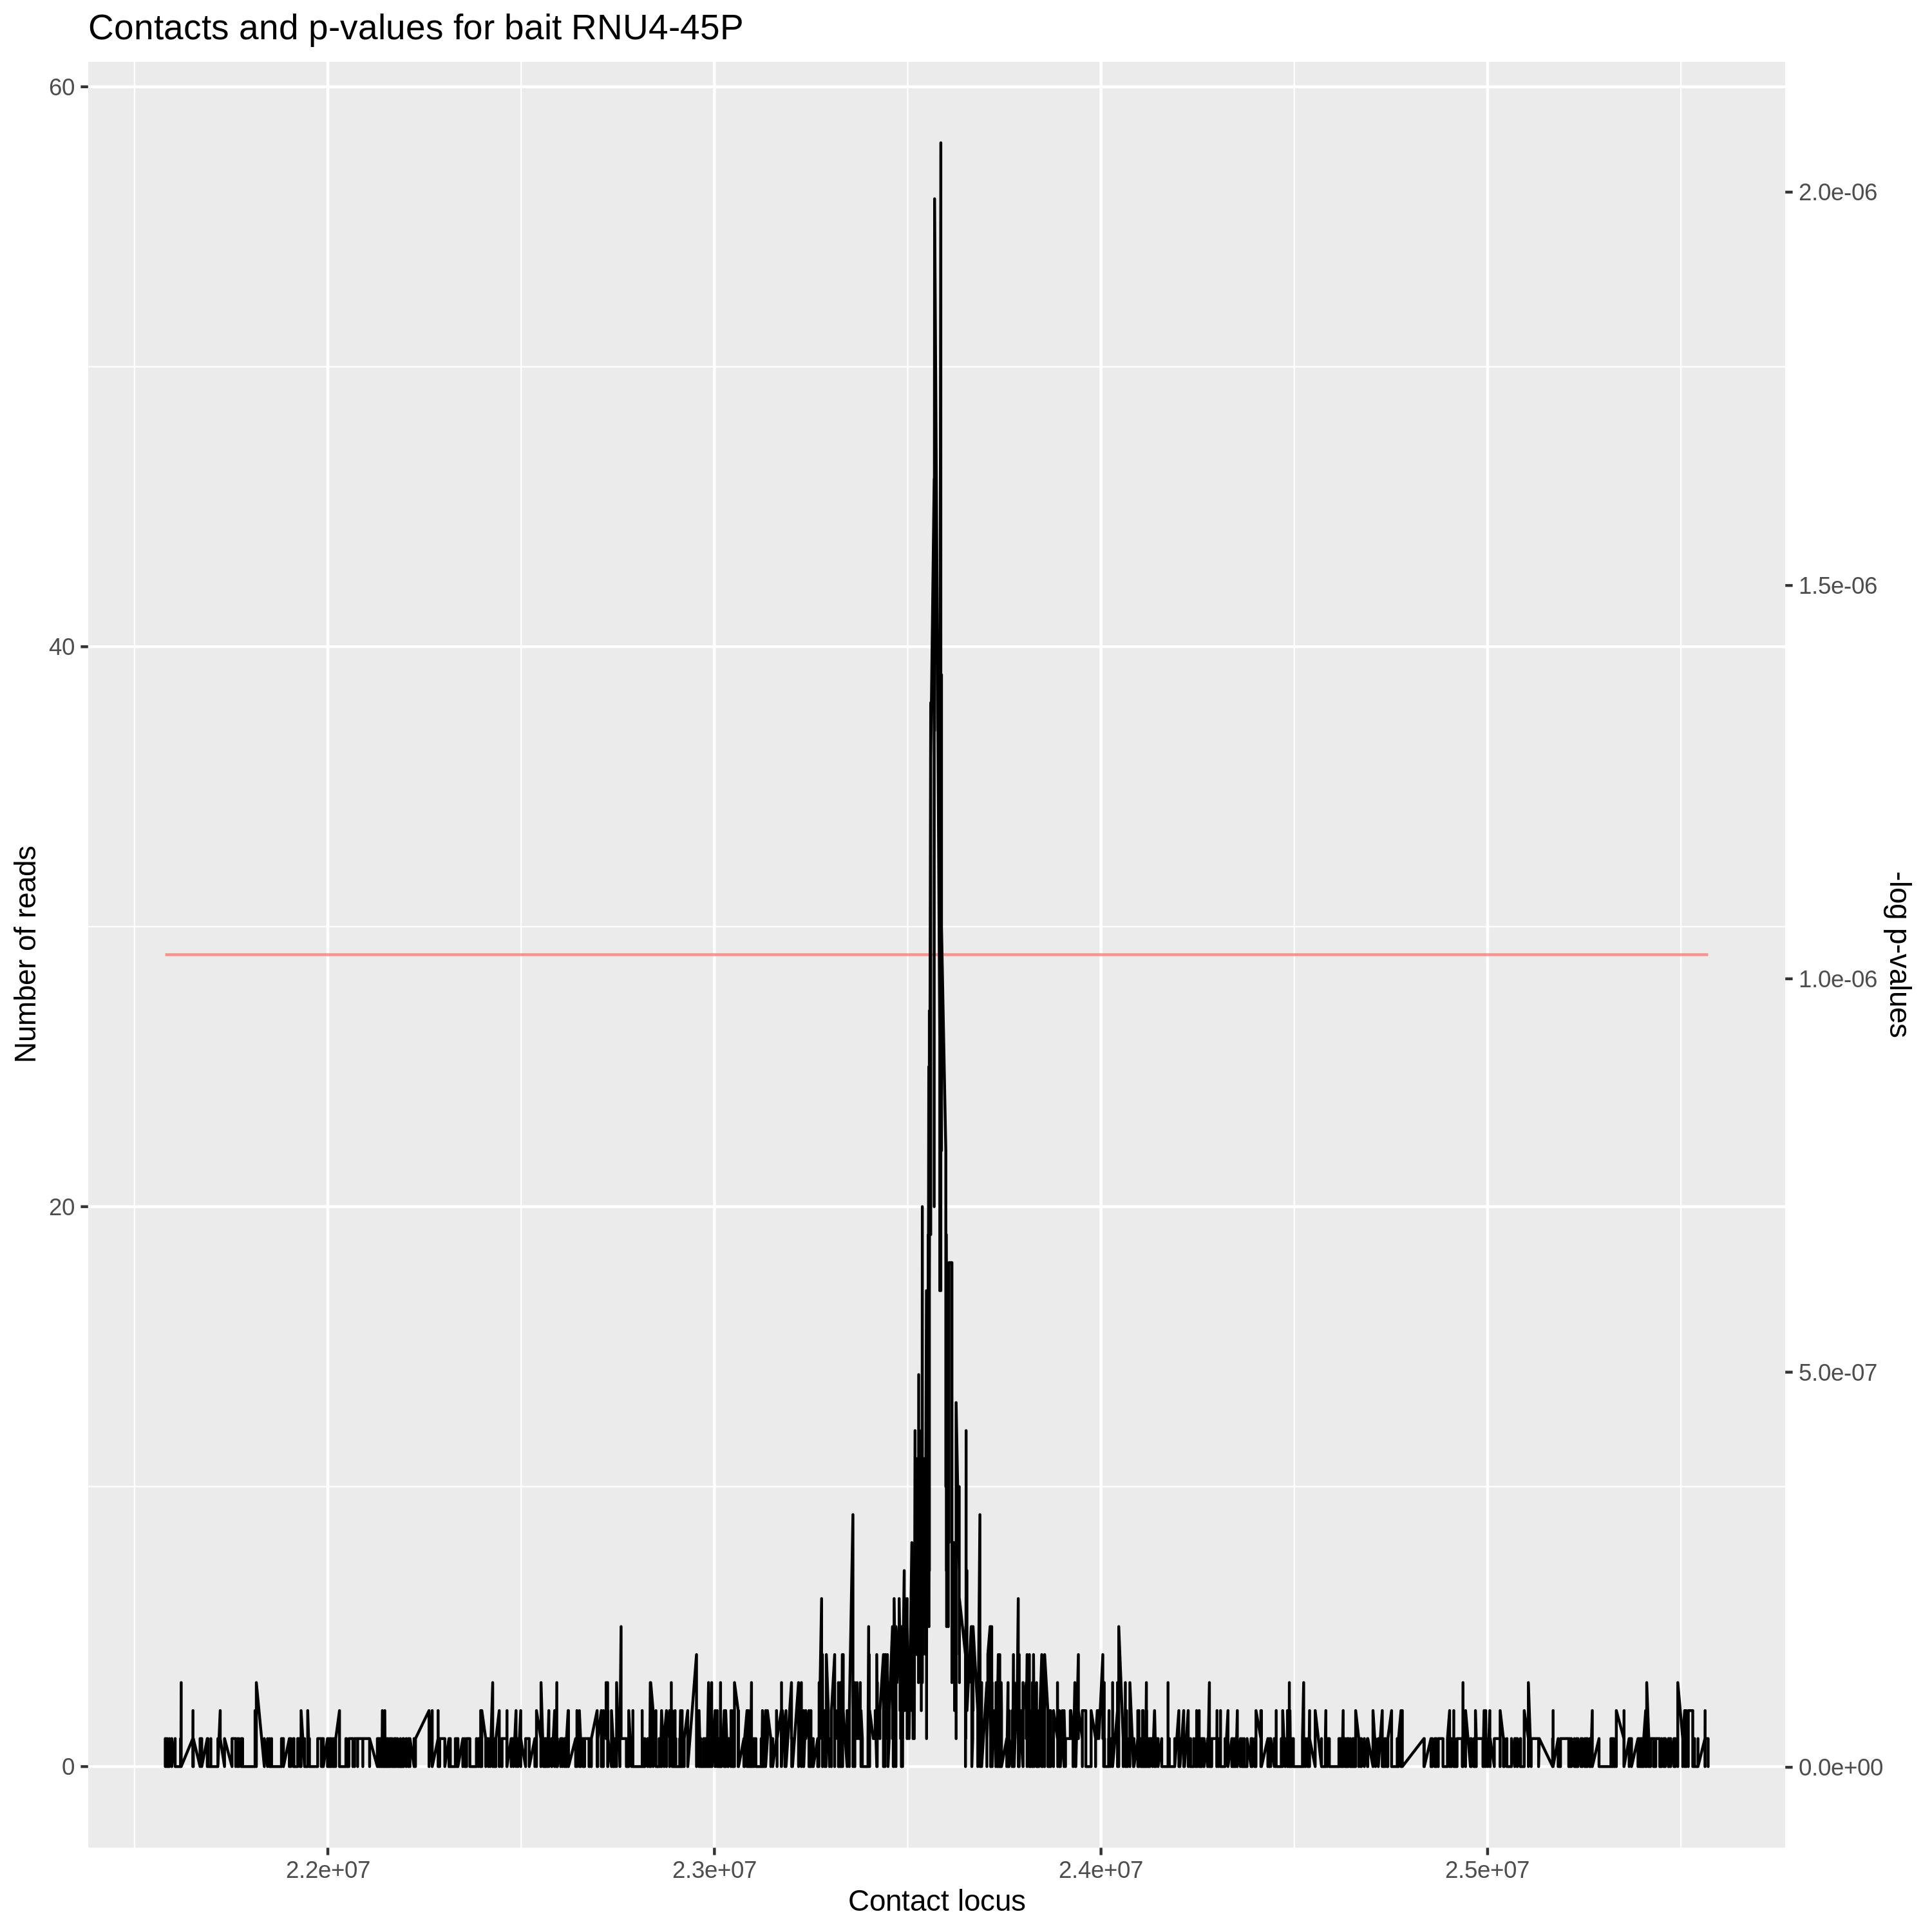 Contacts and p-values for bait RNU4-45P
60
40
20
0
Number of reads
2.0e-06
1.5e-06
1.0e-06
5.0e-07
0.0e+00
-log p-values
2.2e+07 2.3e+07 2.4e+07 2.5e+07
Contact locus